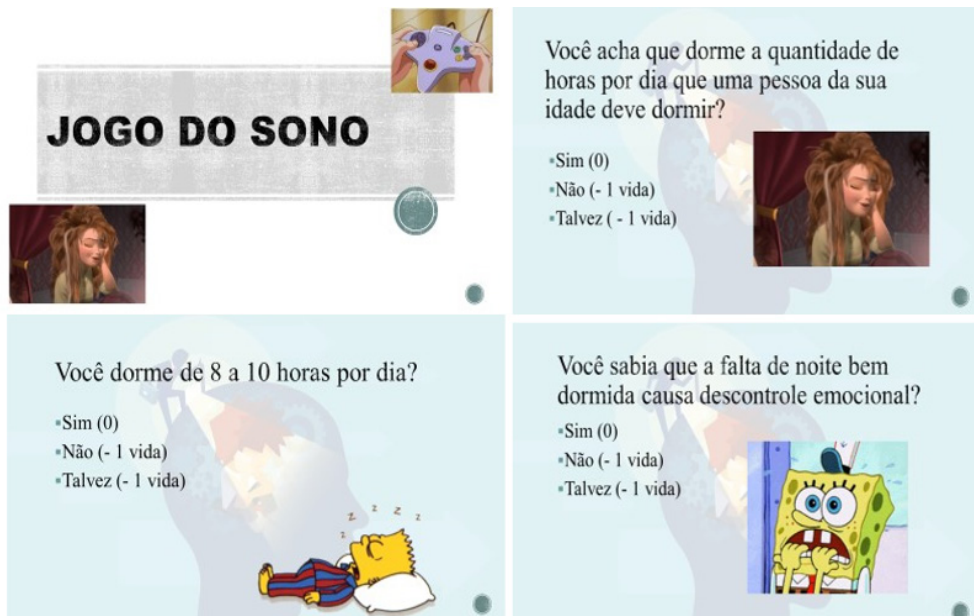 JOGO DO SONO
Você acha que dorme a quantidade de
horas por dia que uma pessoa da sua
idade deve dormir?
▪Sim (0)
▪Não (- 1 vida)
▪Talvez ( - 1 vida)
Você dorme de 8 a 10 horas por dia?
▪Sim (0)
▪Não (- 1 vida)
▪Talvez (- 1 vida)
z z z z
Você sabia que a falta de noite bem
dormida causa descontrole emocional?
▪Sim (0)
▪Não (- 1 vida)
▪Talvez (- 1 vida)